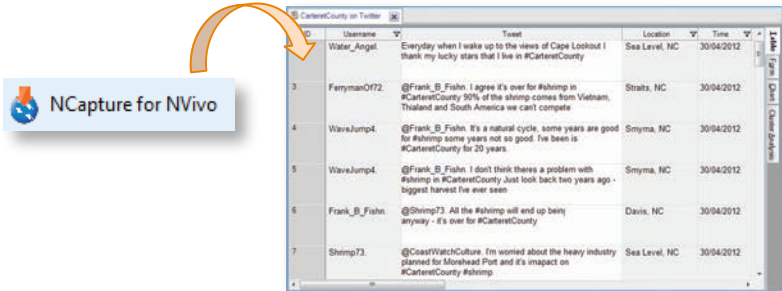 CarteretCounty on Twitter
ID Username Tweet Location Time
Water_Angel. Everyday when I wake up to the views of Cape Lookout I Sea Level, NC 30/04/2012
thank my lucky stars that I live in #CarteretCounty
3 FerrymanOf72. @Frank_B_Fishn. I agree it's over for #shrimp in Straits, NC 30/04/2012
#CarteretCounty 90% of the shrimp comes from Vietnam,
Thialand and South America we can't compete
4 WaveJump4. @Frank_B_Fishn. It's a natural cycle, some years are good Smyrna, NC 30/04/2012
for #shrimp some years not so good. I've been is
#CarteretCounty for 20 years.
5 WaveJump4. @Frank_B_Fishn. I don't think theres a problem with Smyrna, NC 30/04/2012
#shrimp in #CarteretCounty Just look back two years ago -
biggest harvest I've ever seen
6 Frank_B_Fishn. @Shrimp73. All the #shrimp will end up being Davis, NC 30/04/2012
anyway - it's over for #CarteretCounty
7 Shrimp73. @CoastWatchCulture. I'm worried about the heavy industry Sea Level, NC 30/04/2012
planned for Morehead Port and it's imapact on
#CarteretCounty #shrimp
Table
Form
Chart
Cluster Analysis
NCapture for NVivo